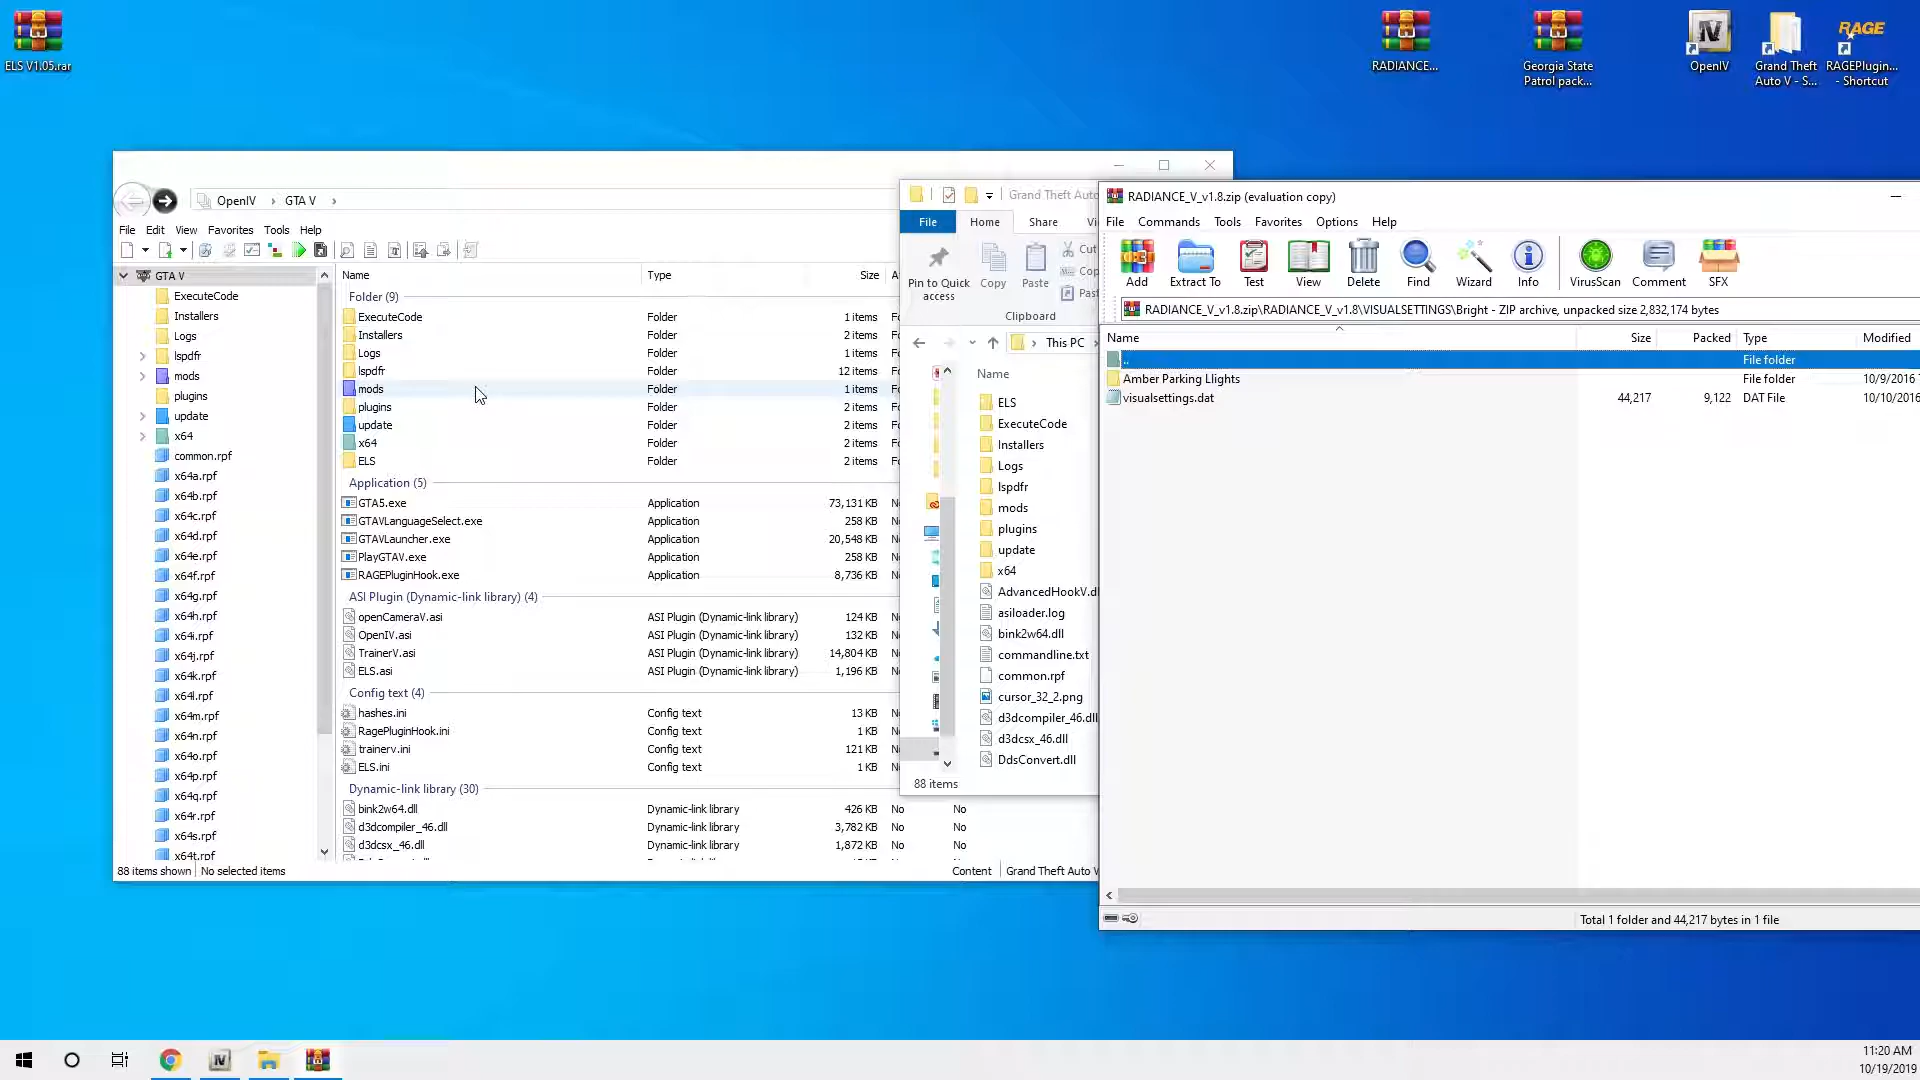 ELS V1.05.rar
RADIANCE...
Georgia State
Patrol pack...
OpenIV
Grand Theft
Auto V - S...
RAGE
RAGEPlugin...
- Shortcut
OpenIV
GTA V
File Edit View Favorites Tools Help
GTA V
ExecuteCode
Installers
Logs
lspdfr
mods
plugins
update
x64
common.rpf
x64a.rpf
x64b.rpf
x64c.rpf
x64d.rpf
x64e.rpf
x64f.rpf
x64g.rpf
x64h.rpf
x64i.rpf
x64j.rpf
x64k.rpf
x64l.rpf
x64m.rpf
x64n.rpf
x64o.rpf
x64p.rpf
x64q.rpf
x64r.rpf
x64s.rpf
x64t.rpf
Name Type Size
Folder (9)
ExecuteCode Folder 1 items
Installers Folder 2 items
Logs Folder 1 items
lspdfr Folder 12 items
mods Folder 1 items
plugins Folder 2 items
update Folder 2 items
x64 Folder 2 items
ELS Folder 2 items
Application (5)
GTA5.exe Application 73,131 KB
GTAVLanguageSelect.exe Application 258 KB
GTAVLauncher.exe Application 20,548 KB
PlayGTAV.exe Application 258 KB
RAGEPluginHook.exe Application 8,736 KB
ASI Plugin (Dynamic-link library) (4)
openCameraV.asi ASI Plugin (Dynamic-link library) 124 KB
OpenIV.asi ASI Plugin (Dynamic-link library) 132 KB
TrainerV.asi ASI Plugin (Dynamic-link library) 14,804 KB
ELS.asi ASI Plugin (Dynamic-link library) 1,196 KB
Config text (4)
hashes.ini Config text 13 KB
RagePluginHook.ini Config text 1 KB
trainerv.ini Config text 121 KB
ELS.ini Config text 1 KB
Dynamic-link library (30)
bink2w64.dll Dynamic-link library 426 KB No No
d3dcompiler_46.dll Dynamic-link library 3,782 KB No No
d3dcsx_46.dll Dynamic-link library 1,872 KB No No
88 items shown No selected items Content Grand Theft Auto V
Grand Theft Auto
File Home Share Vi
Pin to Quick
access
Copy
Paste
Cut
Cop
Past
Clipboard
This PC
Name
ELS
ExecuteCode
Installers
Logs
lspdfr
mods
plugins
update
x64
AdvancedHookV.dl
asiloader.log
bink2w64.dll
commandline.txt
common.rpf
cursor_32_2.png
d3dcompiler_46.dll
d3dcsx_46.dll
DdsConvert.dll
88 items
RADIANCE_V_v1.8.zip (evaluation copy)
File Commands Tools Favorites Options Help
Add Extract To Test View Delete Find Wizard Info VirusScan Comment SFX
RADIANCE_V_v1.8.zip\RADIANCE_V_v1.8\VISUALSETTINGS\Bright - ZIP archive, unpacked size 2,832,174 bytes
Name Size Packed Type Modified
.. File folder
Amber Parking Llights File folder 10/9/2016
visualsettings.dat 44,217 9,122 DAT File 10/10/2016
Total 1 folder and 44,217 bytes in 1 file
11:20 AM
10/19/2019